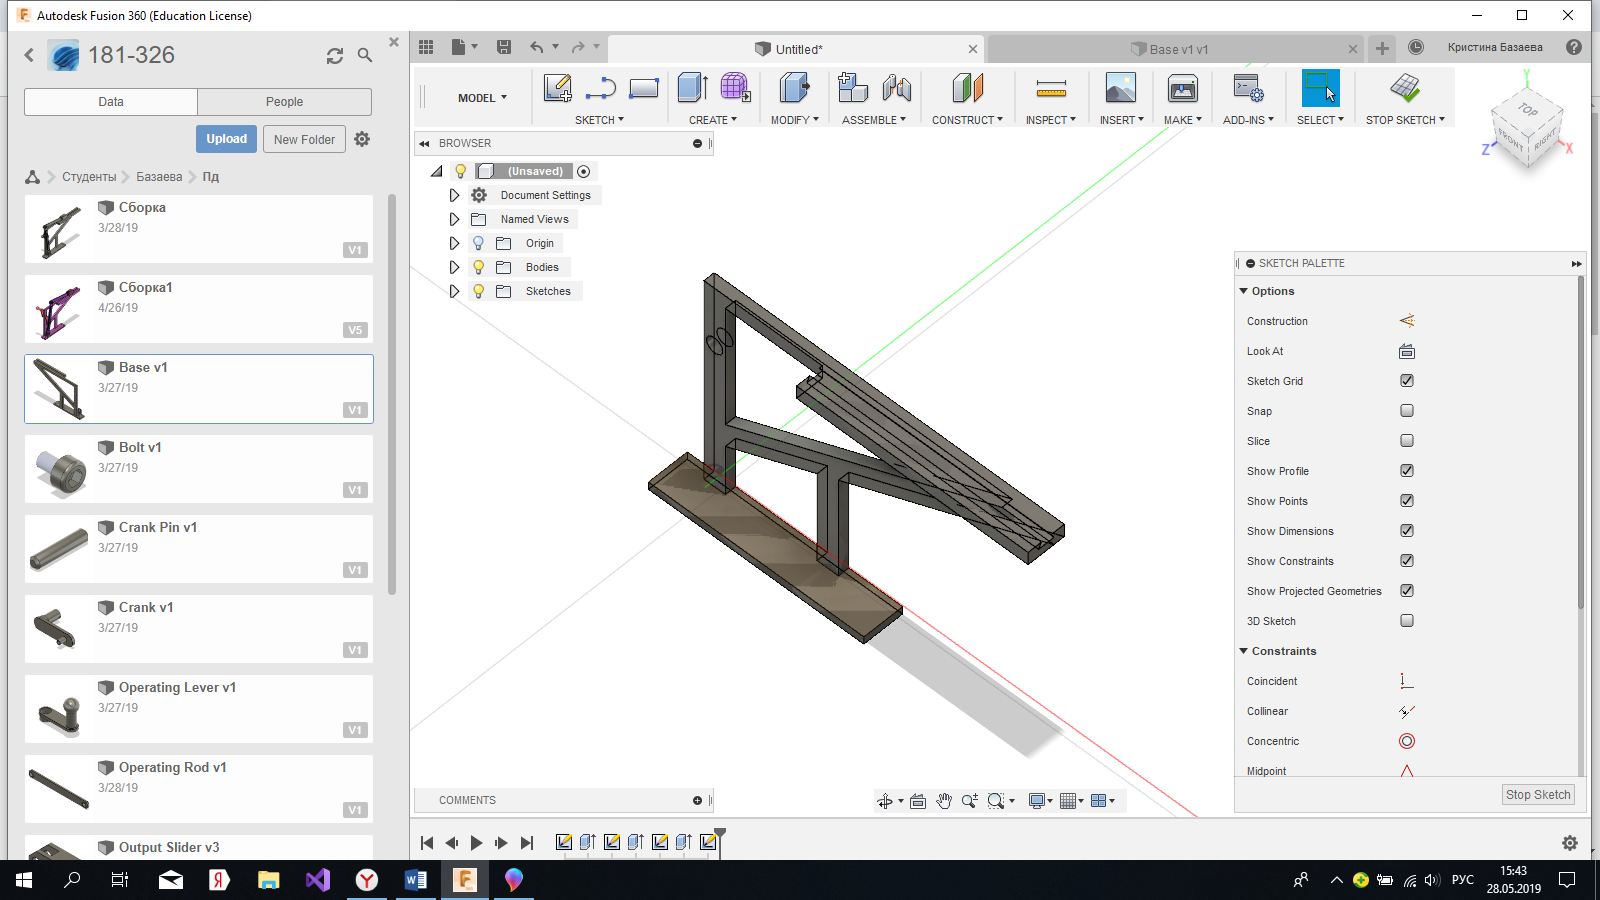 Autodesk Fusion 360 (Education License)
181-326
Data
People
Upload
New Folder
Студенты
Базаева
Пд
Сборка
3/28/19
V1
Сборка1
4/26/19
V5
Base v1
3/27/19
V1
Bolt v1
3/27/19
V1
Crank Pin v1
3/27/19
V1
Crank v1
3/27/19
V1
Operating Lever v1
3/27/19
V1
Operating Rod v1
3/28/19
V1
Output Slider v3
Untitled*
Base v1 v1
Кристина Базаева
MODEL
SKETCH
CREATE
MODIFY
ASSEMBLE
CONSTRUCT
INSPECT
INSERT
MAKE
ADD-INS
SELECT
STOP SKETCH
BROWSER
(Unsaved)
Document Settings
Named Views
Origin
Bodies
Sketches
Y
TOP
FRONT
RIGHT
Z
X
SKETCH PALETTE
Options
Construction
Look At
Sketch Grid
Snap
Slice
Show Profile
Show Points
Show Dimensions
Show Constraints
Show Projected Geometries
3D Sketch
Constraints
Coincident
Collinear
Concentric
Midpoint
Stop Sketch
COMMENTS
РУС
15:43
28.05.2019